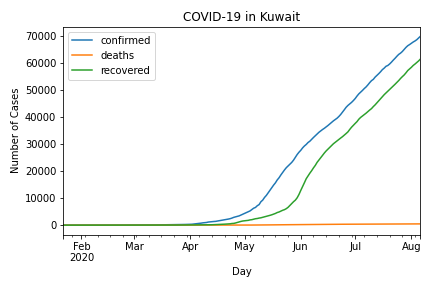 COVID-19 in Kuwait
confirmed
deaths
recovered
Number of Cases
70000
60000
50000
40000
30000
20000
10000
0
Feb Mar Apr May Jun Jul Aug
2020
Day